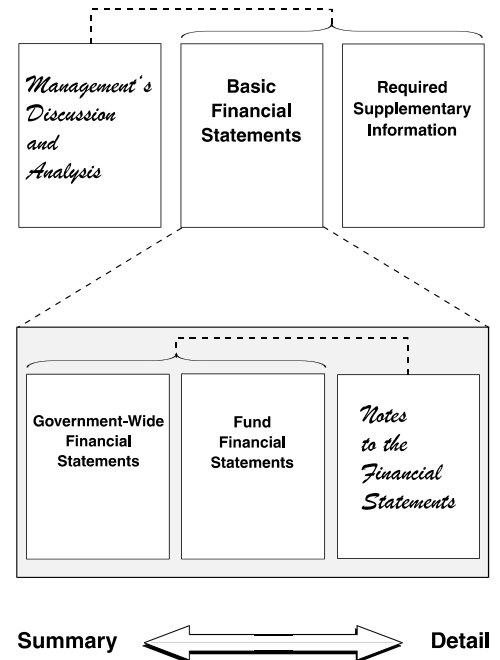 Management's
Discussion
and
Analysis
Basic
Financial
Statements
Required
Supplementary
Information
Government-Wide
Financial
Statements
Fund
Financial
Statements
Notes
to the
Financial
Statements
Summary
Detail